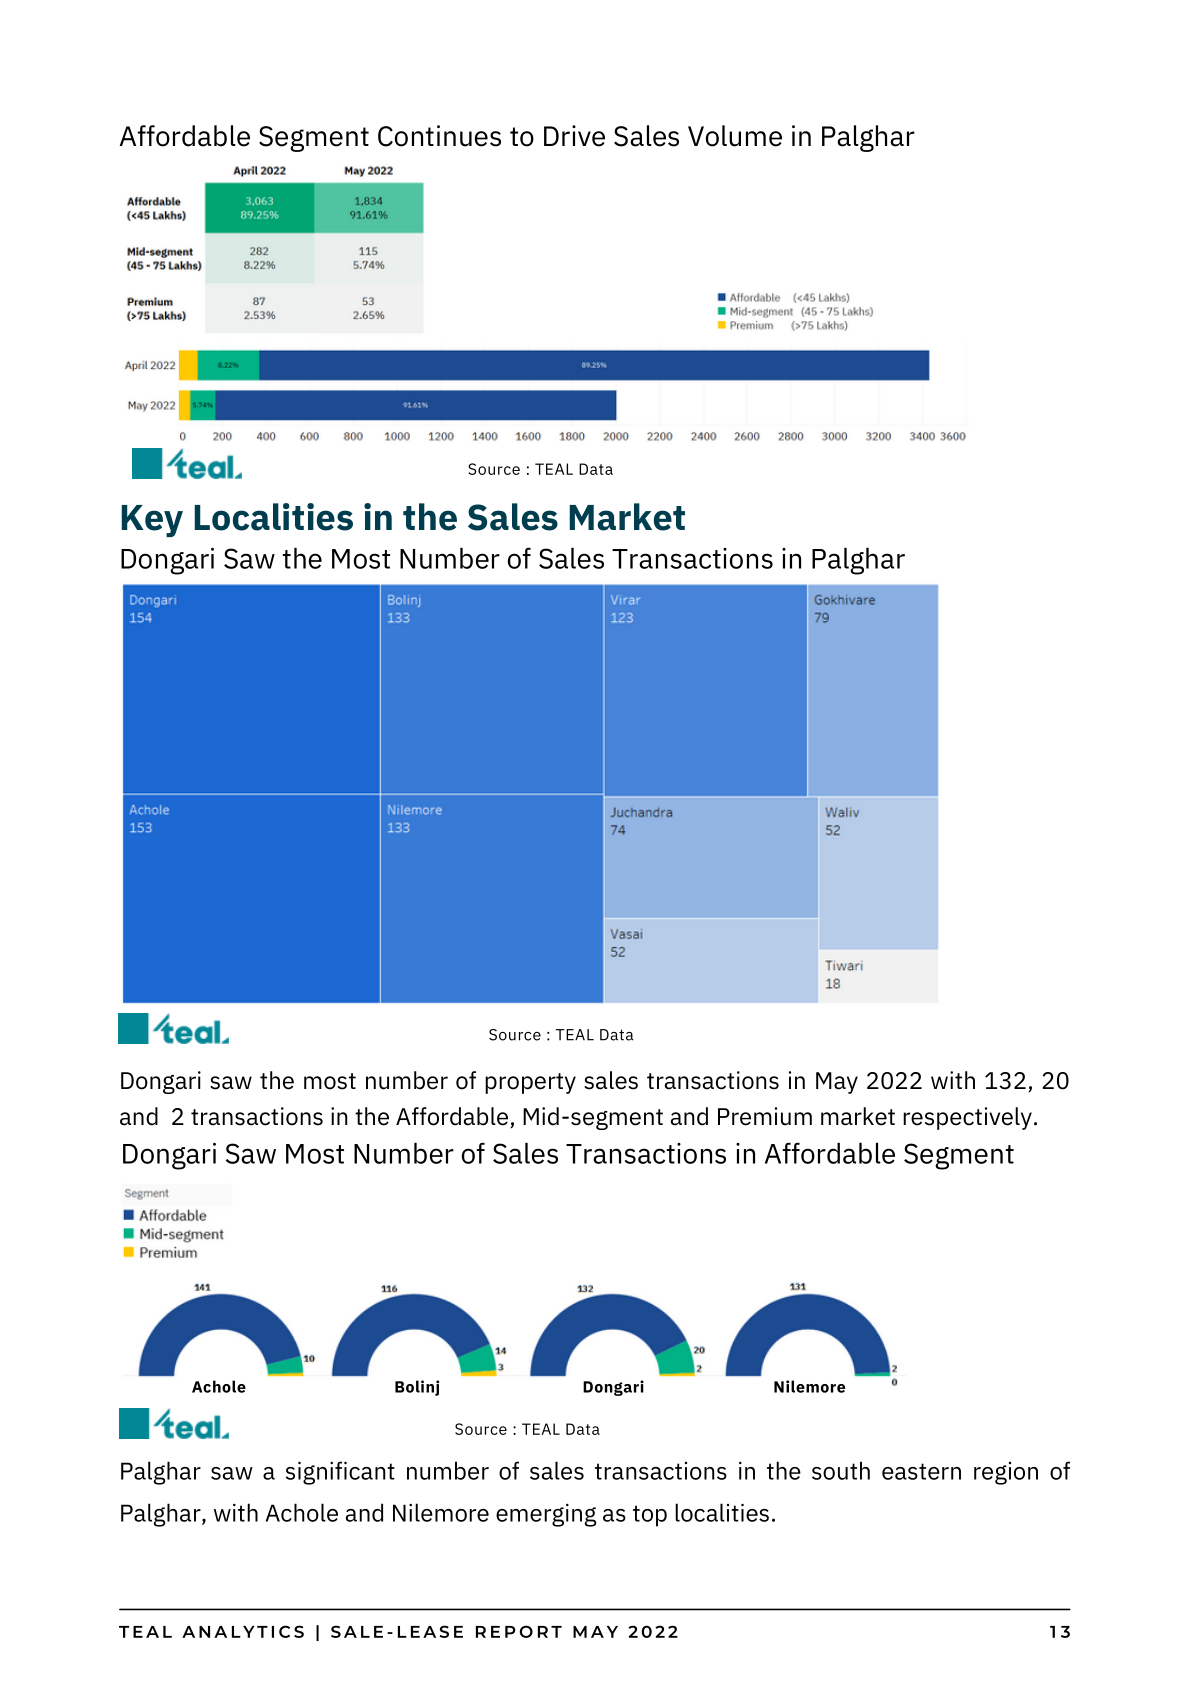 Affordable Segment Continues to Drive Sales Volume in Palghar
April 2022 May 2022
Affordable
(<45 Lakhs)
3,063
89.25%
1,834
91.61%
Mid-segment
(45 - 75 Lakhs)
282
8.22%
115
5.74%
Premium
(>75 Lakhs)
87
2.53%
53
2.65%
Affordable (<45 Lakhs)
Mid-segment (45 - 75 Lakhs)
Premium (>75 Lakhs)
April 2022 8.22% 89.25%
May 2022 5.74% 91.61%
0 200 400 600 800 1000 1200 1400 1600 1800 2000 2200 2400 2600 2800 3000 3200 3400 3600
teal.
Source : TEAL Data
Key Localities in the Sales Market
Dongari Saw the Most Number of Sales Transactions in Palghar
Dongari
154
Bolinj
133
Virar
123
Gokhivare
79
Achole
153
Nilemore
133
Juchandra
74
Waliv
52
Vasai
52
Tiwari
18
teal.
Source : TEAL Data
Dongari saw the most number of property sales transactions in May 2022 with 132, 20
and 2 transactions in the Affordable, Mid-segment and Premium market respectively.
Dongari Saw Most Number of Sales Transactions in Affordable Segment
Segment
Affordable
Mid-segment
Premium
141
10
Achole
116
14
3
Bolinj
132
20
2
Dongari
131
2
0
Nilemore
teal.
Source : TEAL Data
Palghar saw a significant number of sales transactions in the south eastern region of
Palghar, with Achole and Nilemore emerging as top localities.
TEAL ANALYTICS | SALE-LEASE REPORT MAY 2022 13